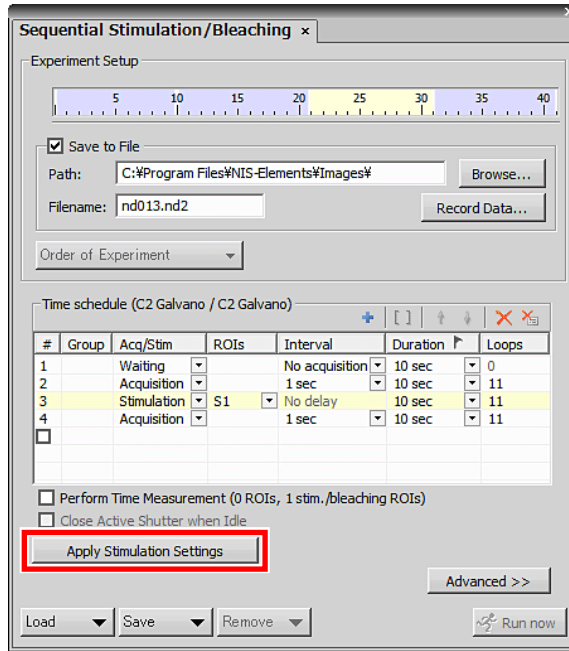 Sequential Stimulation/Bleaching ×
Experiment Setup
5 10 15 20 25 30 35 40
Save to File
Path: C:¥Program Files¥NIS-Elements¥Images¥ Browse...
Filename: nd013.nd2 Record Data...
Order of Experiment
Time schedule (C2 Galvano / C2 Galvano)
# Group Acq/Stim ROIs Interval Duration Loops
1 Waiting No acquisition 10 sec 0
2 Acquisition 1 sec 10 sec 11
3 Stimulation S1 No delay 10 sec 11
4 Acquisition 1 sec 10 sec 11
Perform Time Measurement (0 ROIs, 1 stim./bleaching ROIs)
Close Active Shutter when Idle
Apply Stimulation Settings
Advanced >>
Load Save Remove Run now